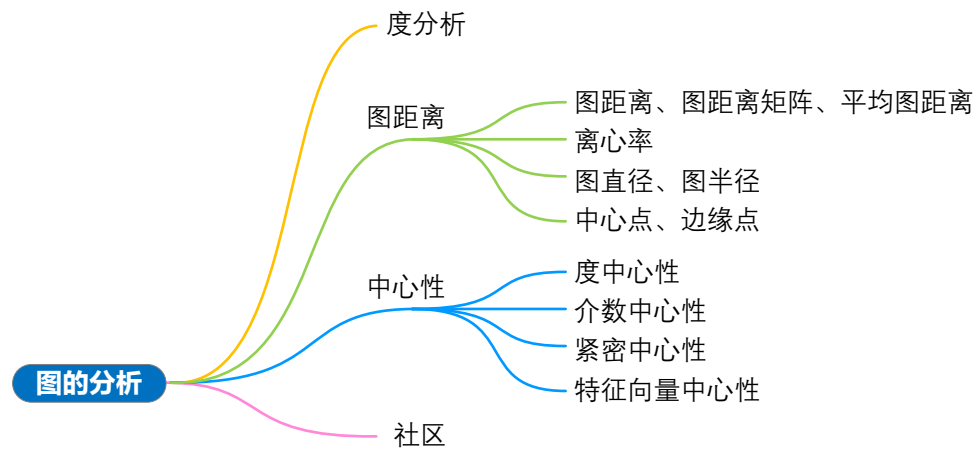 度分析
图距离
图距离、图距离矩阵、平均图距离
离心率
图直径、图半径
中心点、边缘点
中心性
度中心性
介数中心性
紧密中心性
特征向量中心性
图的分析
社区